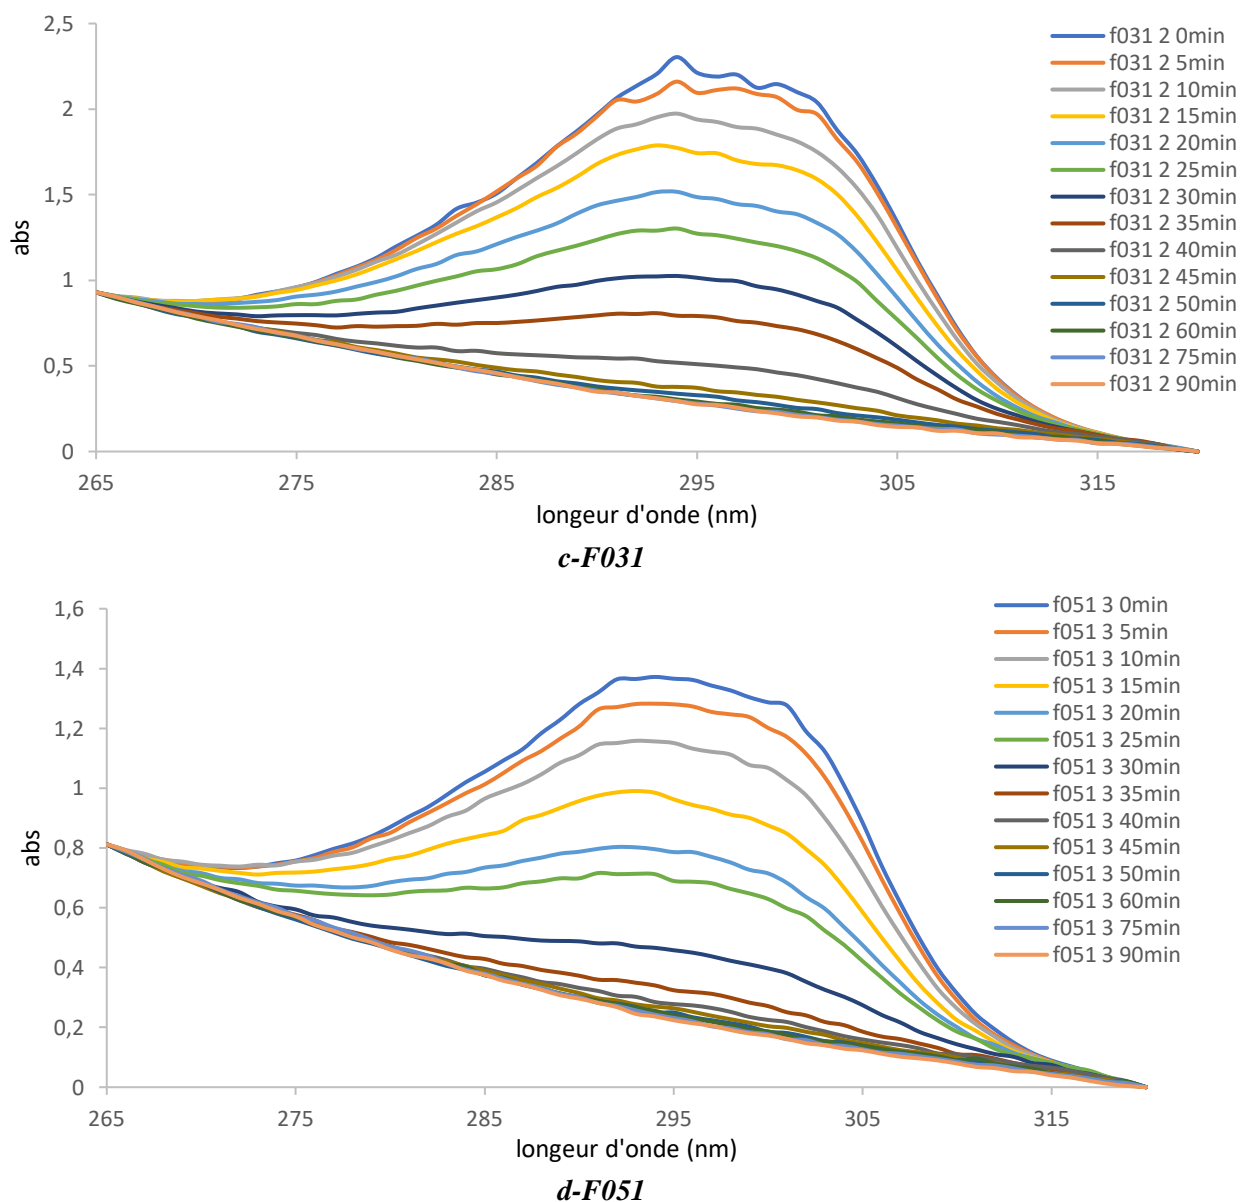 2,5
2
1,5
1
0,5
0
abs
265
275
285
295
305
315
longeur d'onde (nm)
f031 2 0min
f031 2 5min
f031 2 10min
f031 2 15min
f031 2 20min
f031 2 25min
f031 2 30min
f031 2 35min
f031 2 40min
f031 2 45min
f031 2 50min
f031 2 60min
f031 2 75min
f031 2 90min
c-F031
1,6
1,4
1,2
1
0,8
0,6
0,4
0,2
0
abs
265
275
285
295
305
315
longeur d'onde (nm)
f051 3 0min
f051 3 5min
f051 3 10min
f051 3 15min
f051 3 20min
f051 3 25min
f051 3 30min
f051 3 35min
f051 3 40min
f051 3 45min
f051 3 50min
f051 3 60min
f051 3 75min
f051 3 90min
d-F051